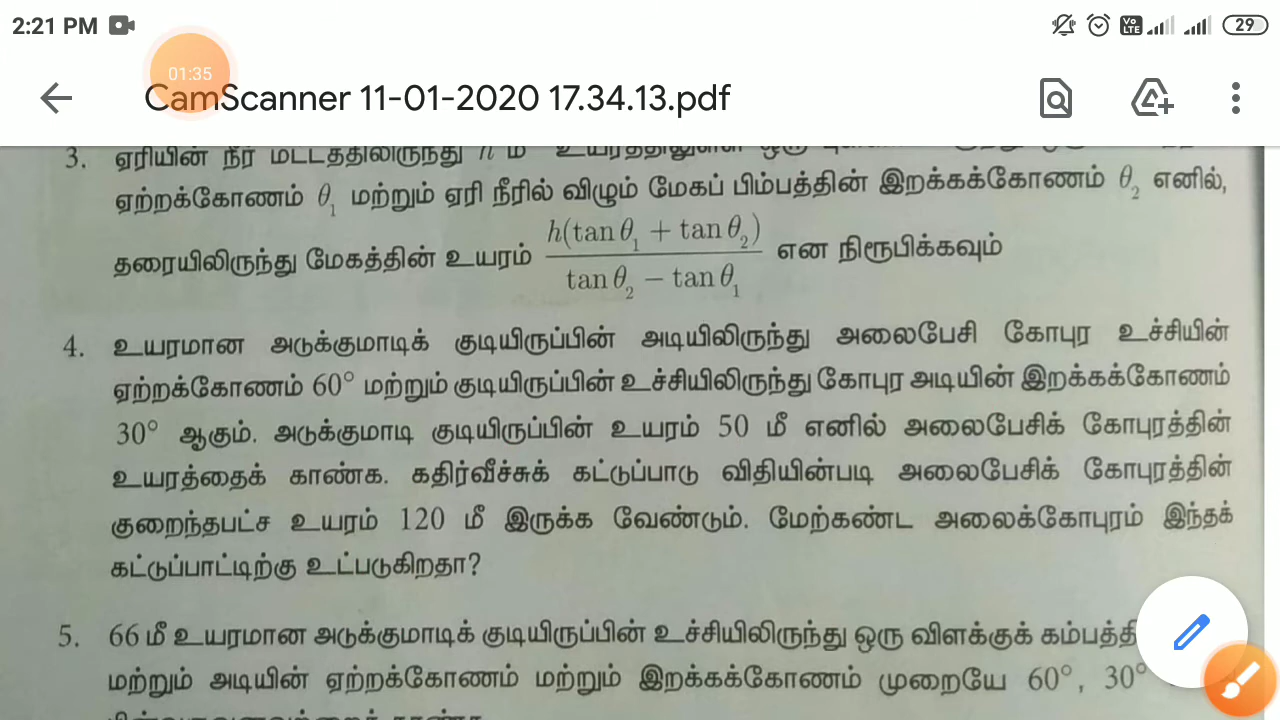 2:21 PM
Vo LTE 29
01:35
CamScanner 11-01-2020 17.34.13.pdf
3. ஏரியின் நீர் மட்டத்திலிருந்து h மீ
ஏற்றக்கோணம் θ₁ மற்றும் ஏரி நீரில் விழும் மேகப் பிம்பத்தின் இறக்கக்கோணம் θ₂ எனில்,
தரையிலிருந்து மேகத்தின் உயரம் h(tan θ₁ + tan θ₂) / tan θ₂ − tan θ₁ என நிரூபிக்கவும்
4. உயரமான அடுக்குமாடிக் குடியிருப்பின் அடியிலிருந்து அலைபேசி கோபுர உச்சியின்
ஏற்றக்கோணம் 60° மற்றும் குடியிருப்பின் உச்சியிலிருந்து கோபுர அடியின் இறக்கக்கோணம்
30° ஆகும். அடுக்குமாடி குடியிருப்பின் உயரம் 50 மீ எனில் அலைபேசிக் கோபுரத்தின்
உயரத்தைக் காண்க. கதிர்வீச்சுக் கட்டுப்பாடு விதியின்படி அலைபேசிக் கோபுரத்தின்
குறைந்தபட்ச உயரம் 120 மீ இருக்க வேண்டும். மேற்கண்ட அலைக்கோபுரம் இந்தக்
கட்டுப்பாட்டிற்கு உட்படுகிறதா?
5. 66 மீ உயரமான அடுக்குமாடிக் குடியிருப்பின் உச்சியிலிருந்து ஒரு விளக்குக்
மற்றும் அடியின் ஏற்றக்கோணம் மற்றும் இறக்கக்கோணம் முறையே 60°, 30°